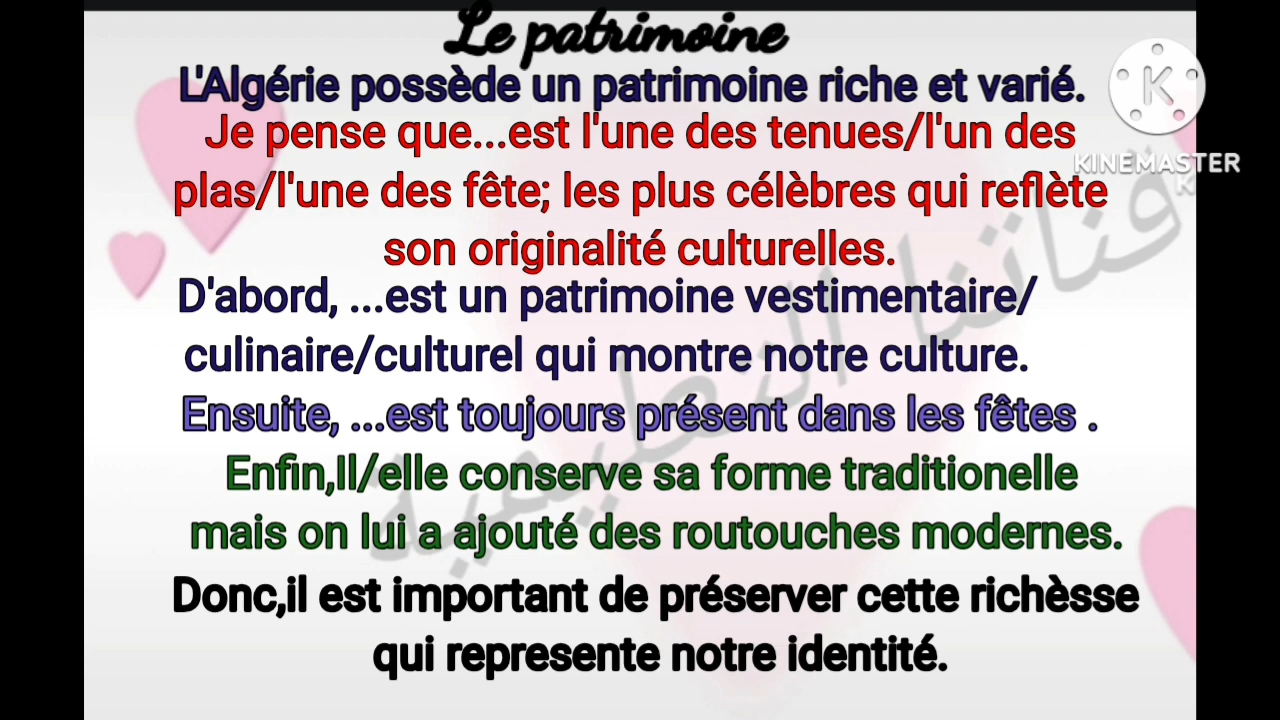 Le patrimoine
L'Algérie possède un patrimoine riche et varié.
Je pense que...est l'une des tenues/l'un des
plas/l'une des fête; les plus célèbres qui reflète
son originalité culturelles.
D'abord, ...est un patrimoine vestimentaire/
culinaire/culturel qui montre notre culture.
Ensuite, ...est toujours présent dans les fêtes .
Enfin,Il/elle conserve sa forme traditionelle
mais on lui a ajouté des routouches modernes.
Donc,il est important de préserver cette richèsse
qui represente notre identité.
K
KINEMASTER
قناتنا التعليمية